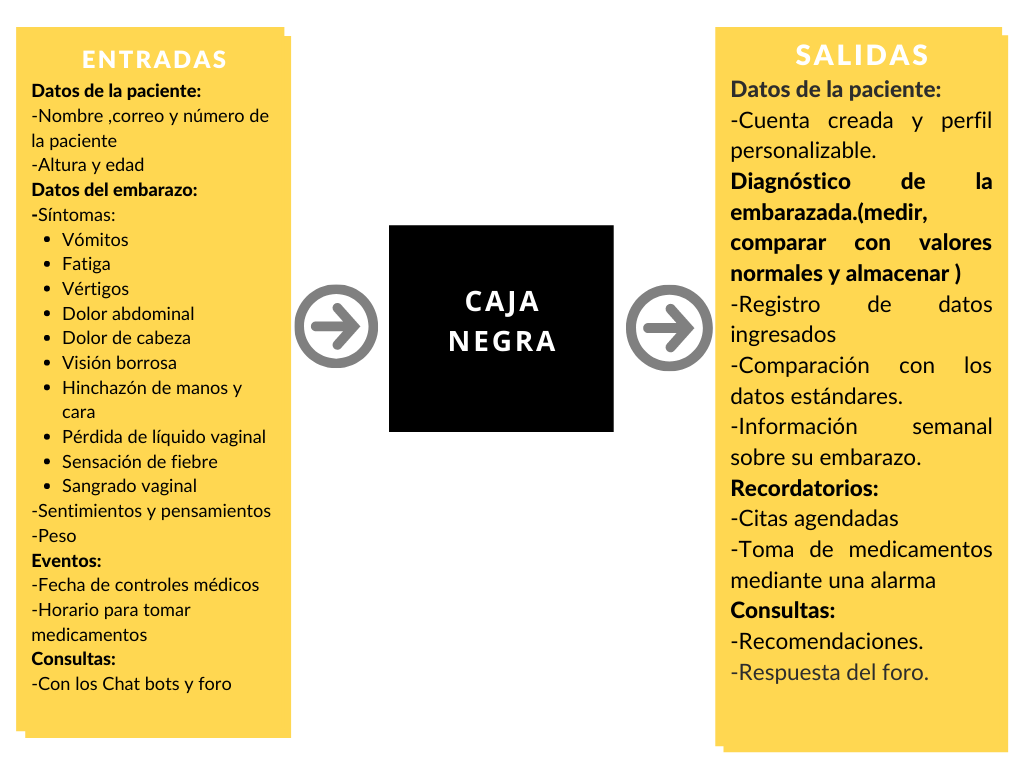 ENTRADAS
Datos de la paciente:
-Nombre ,correo y número de
la paciente
-Altura y edad
Datos del embarazo:
-Síntomas:
• Vómitos
• Fatiga
• Vértigos
• Dolor abdominal
• Dolor de cabeza
• Visión borrosa
• Hinchazón de manos y
cara
• Pérdida de líquido vaginal
• Sensación de fiebre
• Sangrado vaginal
-Sentimientos y pensamientos
-Peso
Eventos:
-Fecha de controles médicos
-Horario para tomar
medicamentos
Consultas:
-Con los Chat bots y foro
CAJA
NEGRA
SALIDAS
Datos de la paciente:
-Cuenta creada y perfil
personalizable.
Diagnóstico de la
embarazada.(medir,
comparar con valores
normales y almacenar )
-Registro de datos
ingresados
-Comparación con los
datos estándares.
-Información semanal
sobre su embarazo.
Recordatorios:
-Citas agendadas
-Toma de medicamentos
mediante una alarma
Consultas:
-Recomendaciones.
-Respuesta del foro.